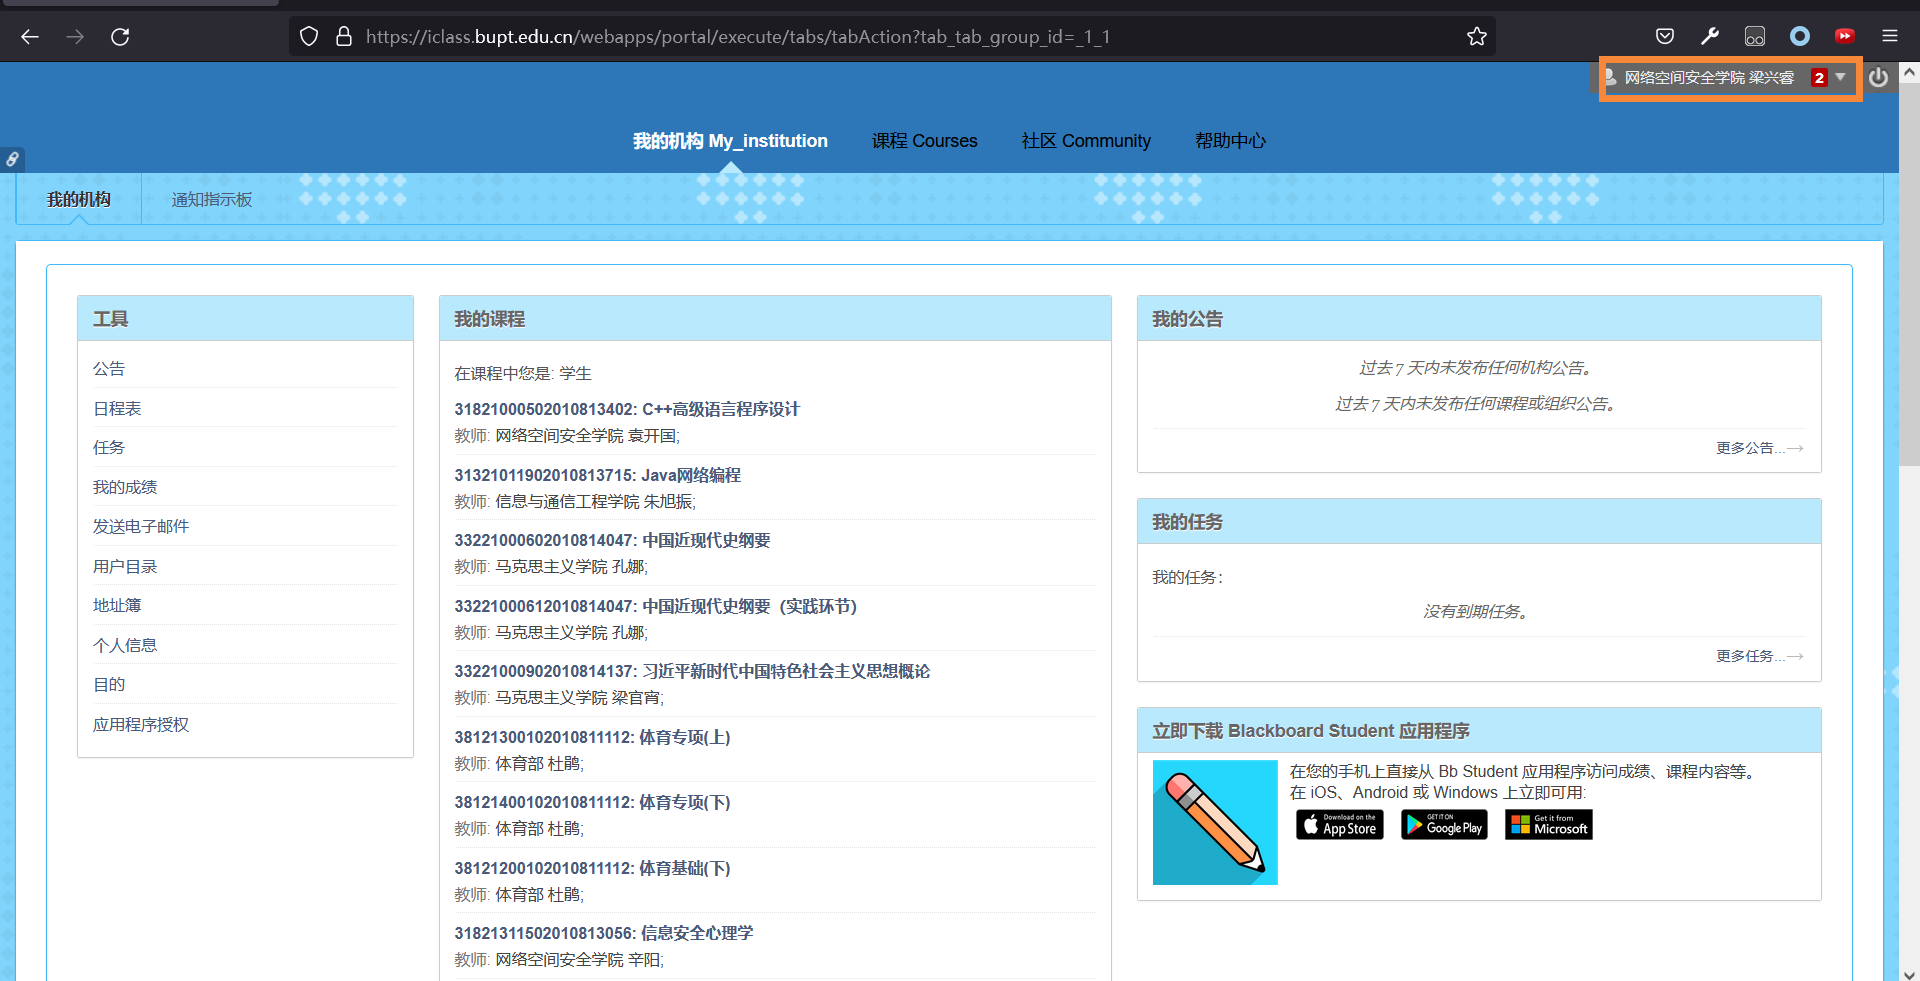 https://iclass.bupt.edu.cn/webapps/portal/execute/tabs/tabAction?tab_tab_group_id=_1_1
网络空间安全学院 梁兴睿 2
我的机构 My_institution 课程 Courses 社区 Community 帮助中心
我的机构 通知指示板
工具
公告
日程表
任务
我的成绩
发送电子邮件
用户目录
地址簿
个人信息
目的
应用程序授权
我的课程
在课程中您是: 学生
31821000502010813402: C++高级语言程序设计
教师: 网络空间安全学院 袁开国;
31321011902010813715: Java网络编程
教师: 信息与通信工程学院 朱旭振;
33221000602010814047: 中国近现代史纲要
教师: 马克思主义学院 孔娜;
33221000612010814047: 中国近现代史纲要（实践环节）
教师: 马克思主义学院 孔娜;
33221000902010814137: 习近平新时代中国特色社会主义思想概论
教师: 马克思主义学院 梁官宵;
38121300102010811112: 体育专项(上)
教师: 体育部 杜鹃;
38121400102010811112: 体育专项(下)
教师: 体育部 杜鹃;
38121200102010811112: 体育基础(下)
教师: 体育部 杜鹃;
31821311502010813056: 信息安全心理学
教师: 网络空间安全学院 辛阳;
我的公告
过去 7 天内未发布任何机构公告。
过去 7 天内未发布任何课程或组织公告。
更多公告...→
我的任务
我的任务：
没有到期任务。
更多任务...→
立即下载 Blackboard Student 应用程序
在您的手机上直接从 Bb Student 应用程序访问成绩、课程内容等。
在 iOS、Android 或 Windows 上立即可用:
Download on the
App Store
GET IT ON
Google Play
Get it from
Microsoft